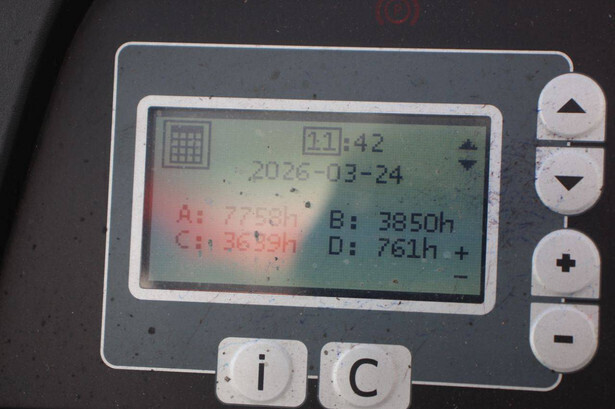 11:42
2026-03-24
A: 7758h B: 3850h
C: 3639h D: 761h +
-
+
-
i C